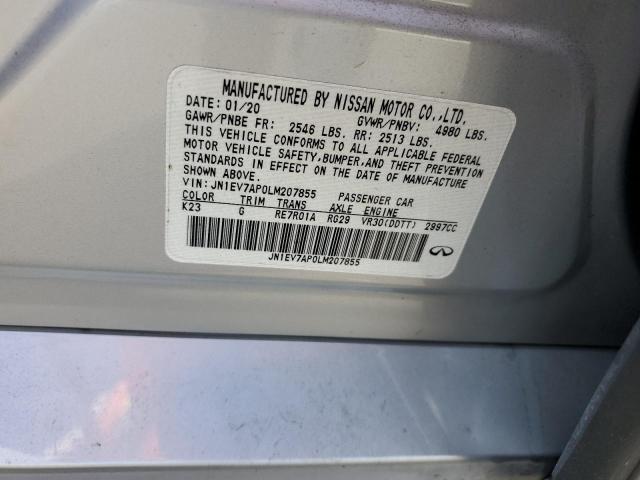 MANUFACTURED BY NISSAN MOTOR CO.,LTD.
DATE: 01/20 GVWR/PNBV: 4980 LBS.
GAWR/PNBE FR: 2546 LBS. RR: 2513 LBS.
THIS VEHICLE CONFORMS TO ALL APPLICABLE FEDERAL
MOTOR VEHICLE SAFETY, BUMPER, AND THEFT PREVENTION
STANDARDS IN EFFECT ON THE DATE OF MANUFACTURE
SHOWN ABOVE.
VIN: JN1EV7AP0LM207855 PASSENGER CAR
COLOR TRIM TRANS AXLE ENGINE
K23 G RE7R01A RG29 VR30(DDTT) 2997CC
JN1EV7AP0LM207855